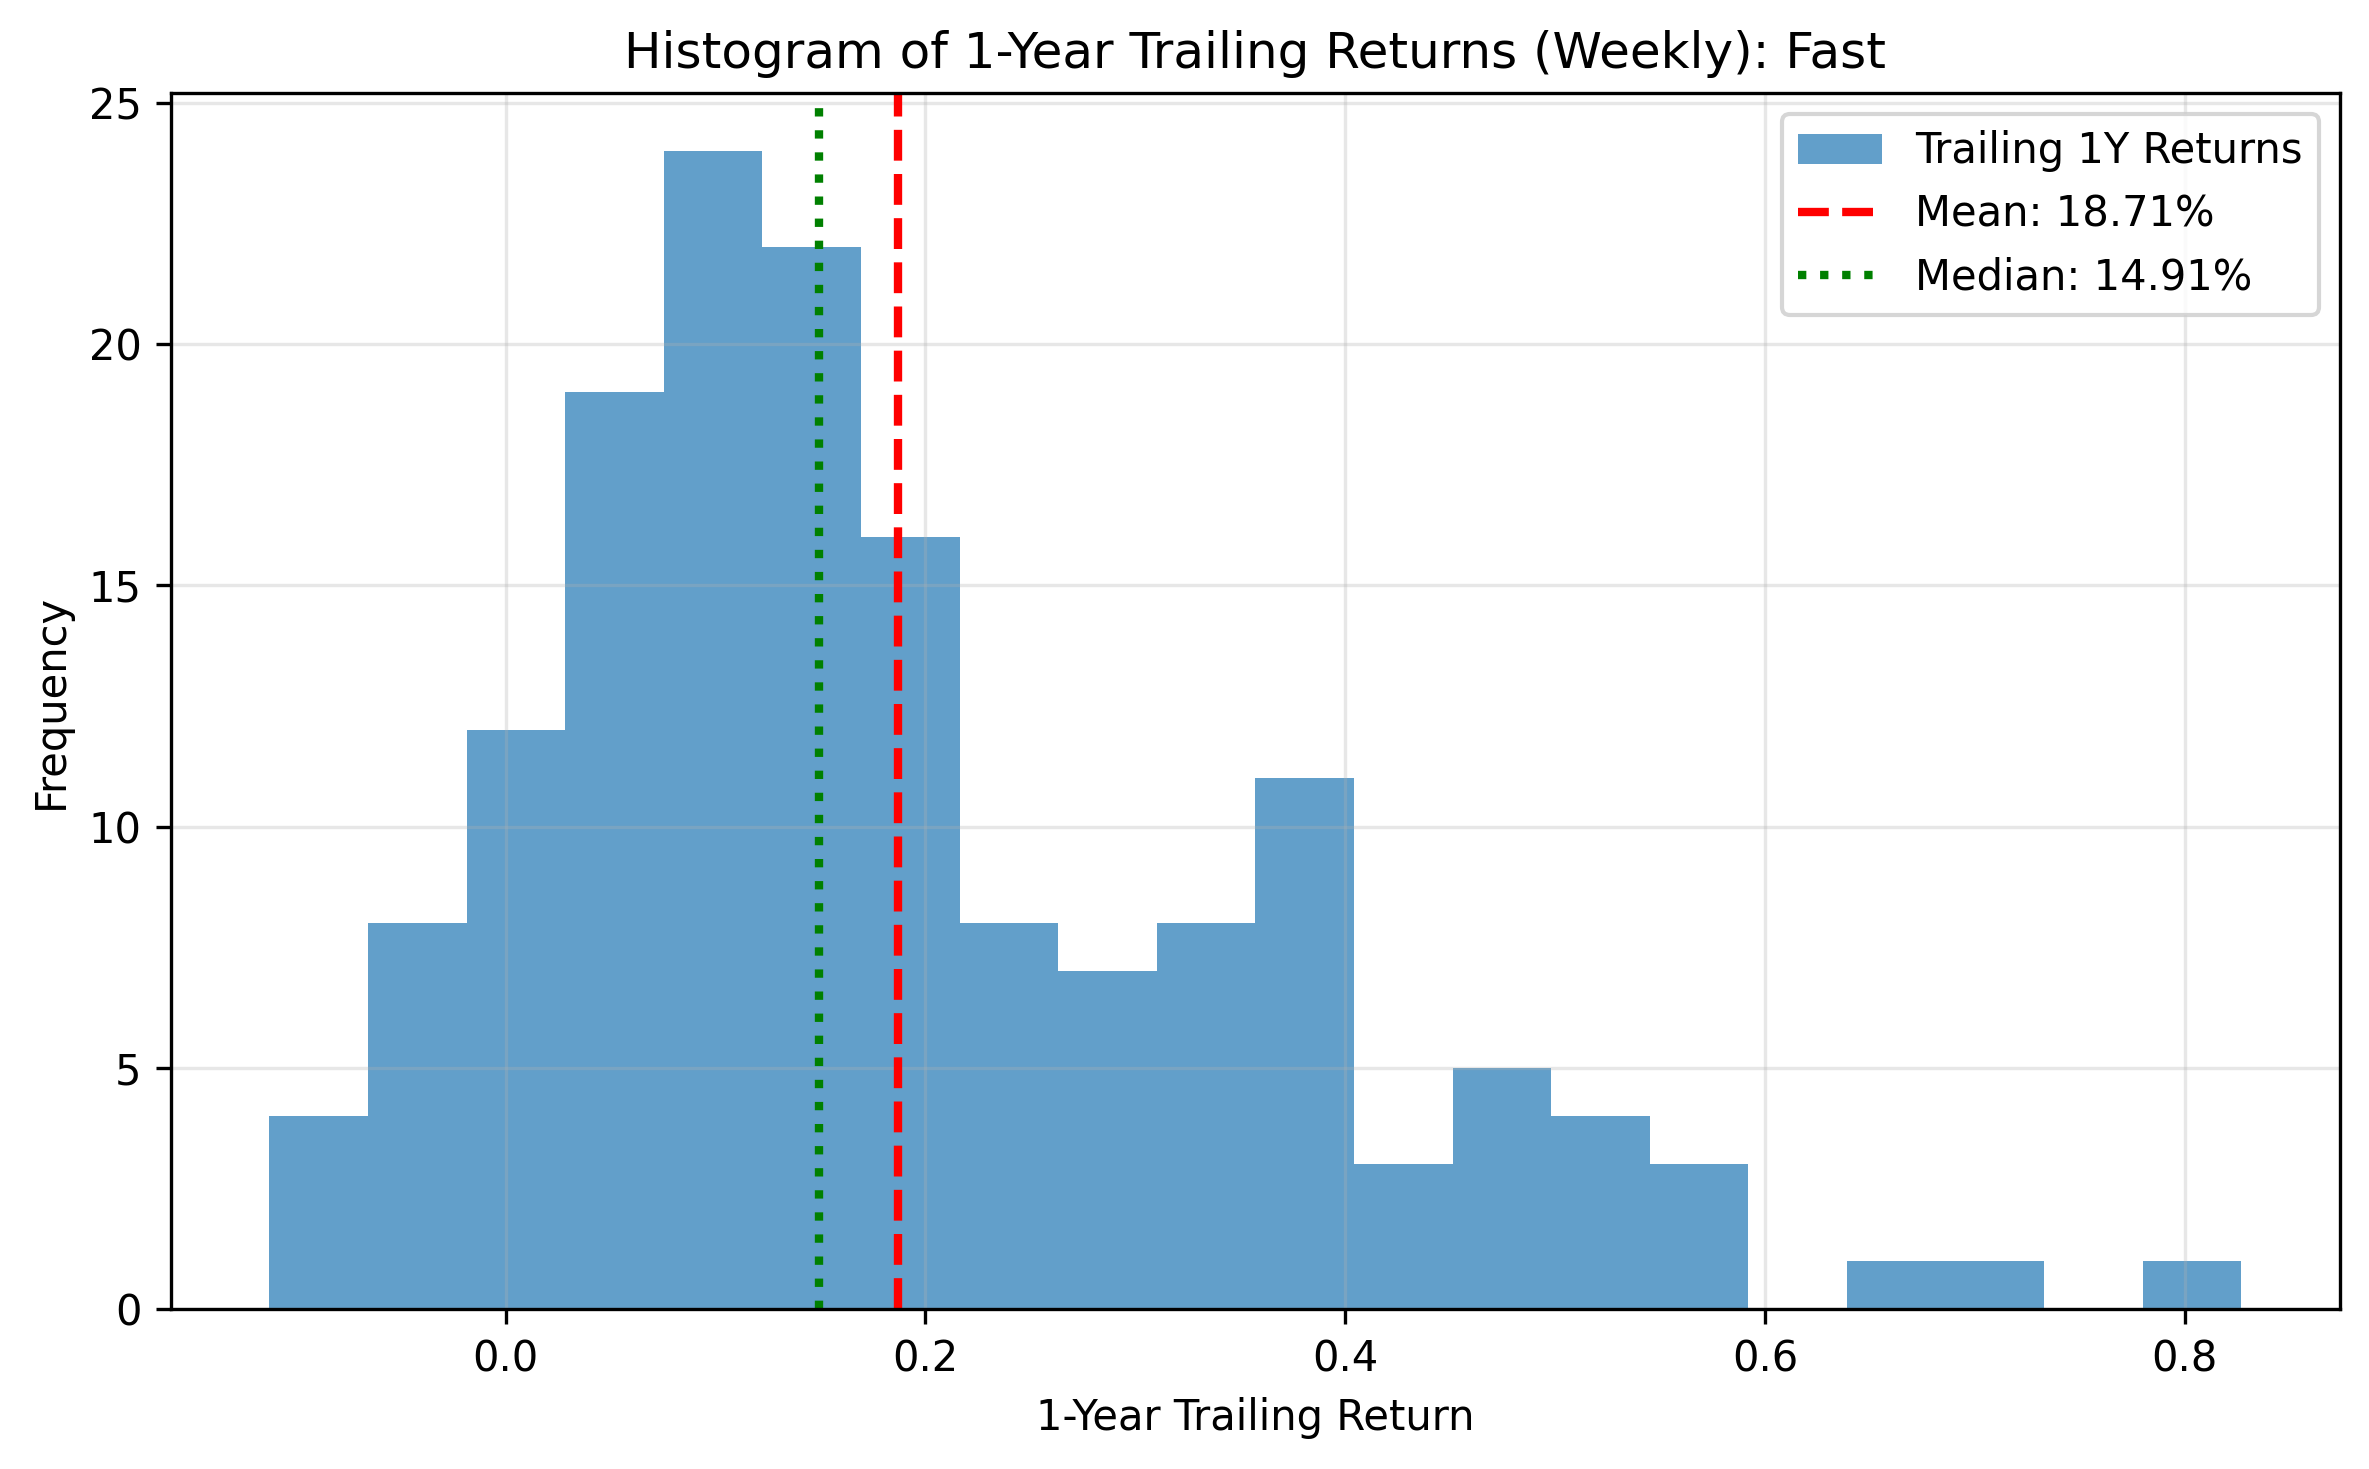 Histogram of 1-Year Trailing Returns (Weekly): Fast
Trailing 1Y Returns
Mean: 18.71%
Median: 14.91%
Frequency
25
20
15
10
5
0
0.0
0.2
0.4
0.6
0.8
1-Year Trailing Return